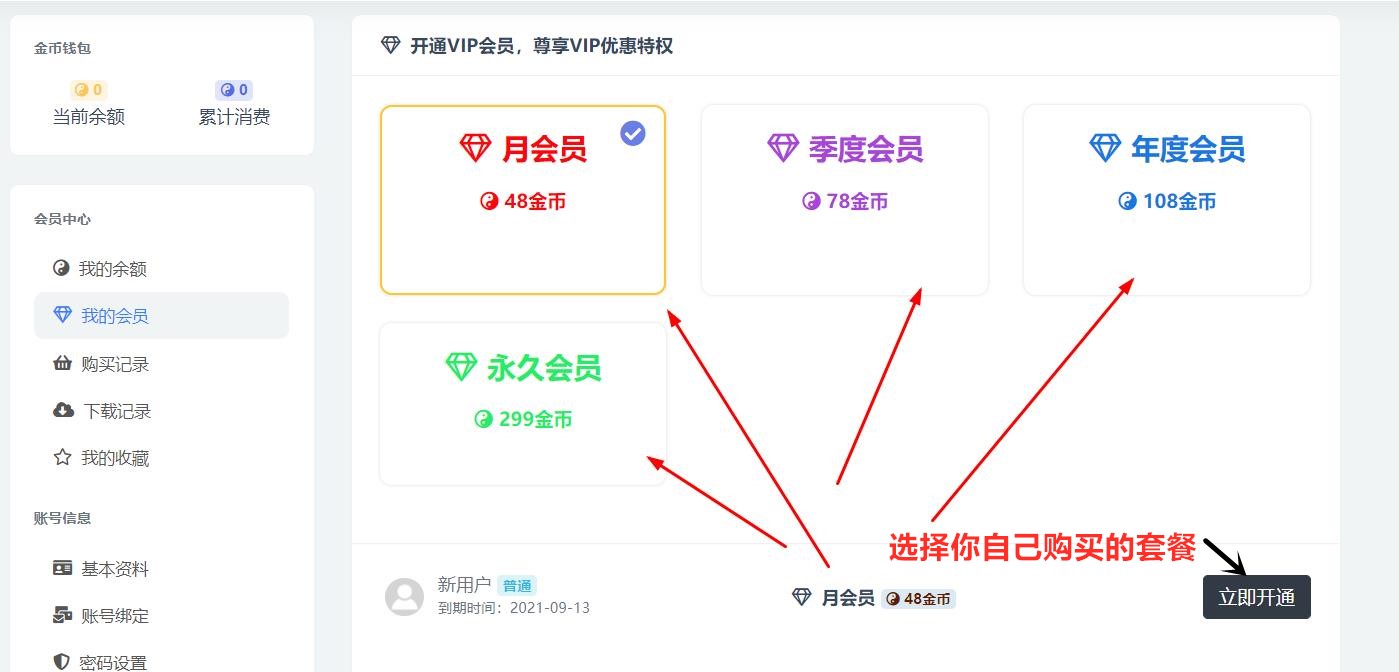 金币钱包
0
0
当前余额
累计消费
会员中心
我的余额
我的会员
购买记录
下载记录
我的收藏
账号信息
基本资料
账号绑定
密码设置
开通VIP会员，尊享VIP优惠特权
月会员
48金币
季度会员
78金币
年度会员
108金币
永久会员
299金币
选择你自己购买的套餐
新用户 普通
到期时间：2021-09-13
月会员 48金币
立即开通